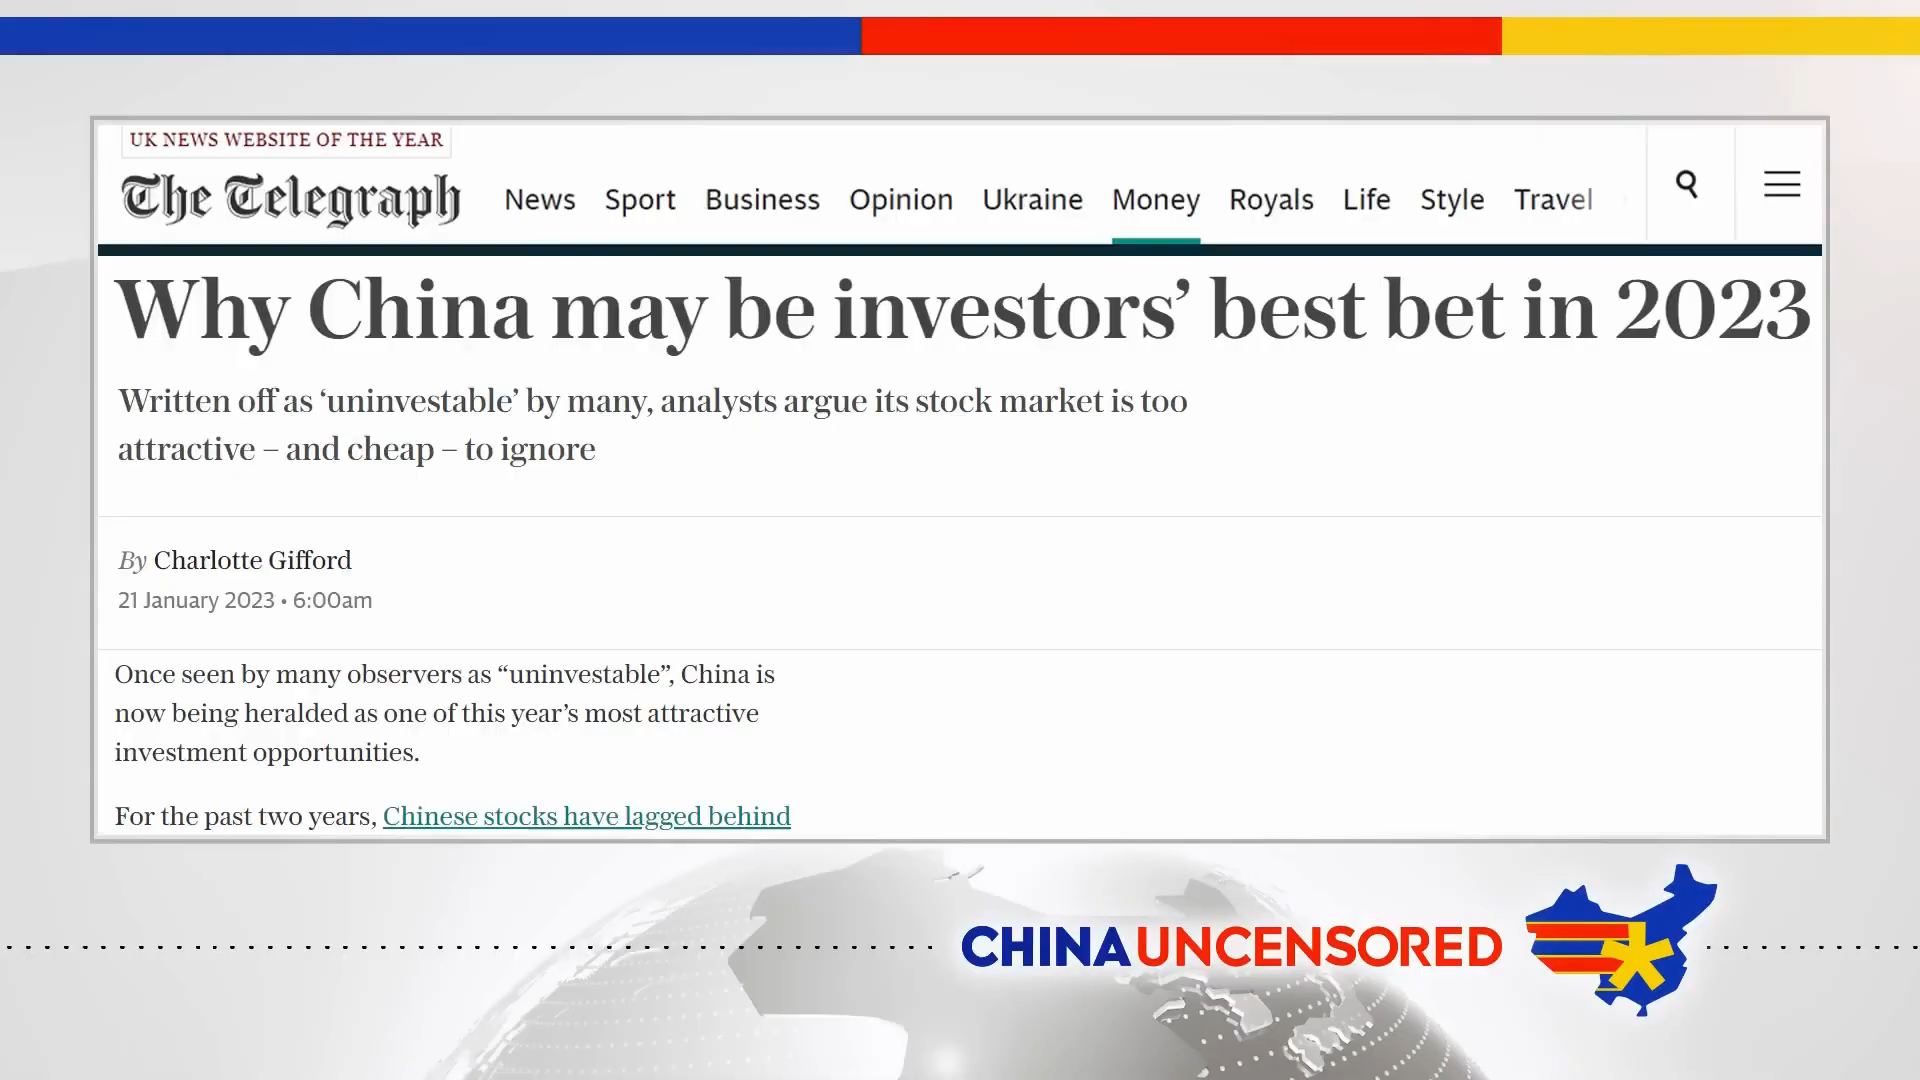 UK NEWS WEBSITE OF THE YEAR
The Telegraph
News Sport Business Opinion Ukraine Money Royals Life Style Travel
Why China may be investors’ best bet in 2023
Written off as ‘uninvestable’ by many, analysts argue its stock market is too
attractive – and cheap – to ignore
By Charlotte Gifford
21 January 2023 • 6:00am
Once seen by many observers as “uninvestable”, China is
now being heralded as one of this year’s most attractive
investment opportunities.
For the past two years, Chinese stocks have lagged behind
CHINA UNCENSORED